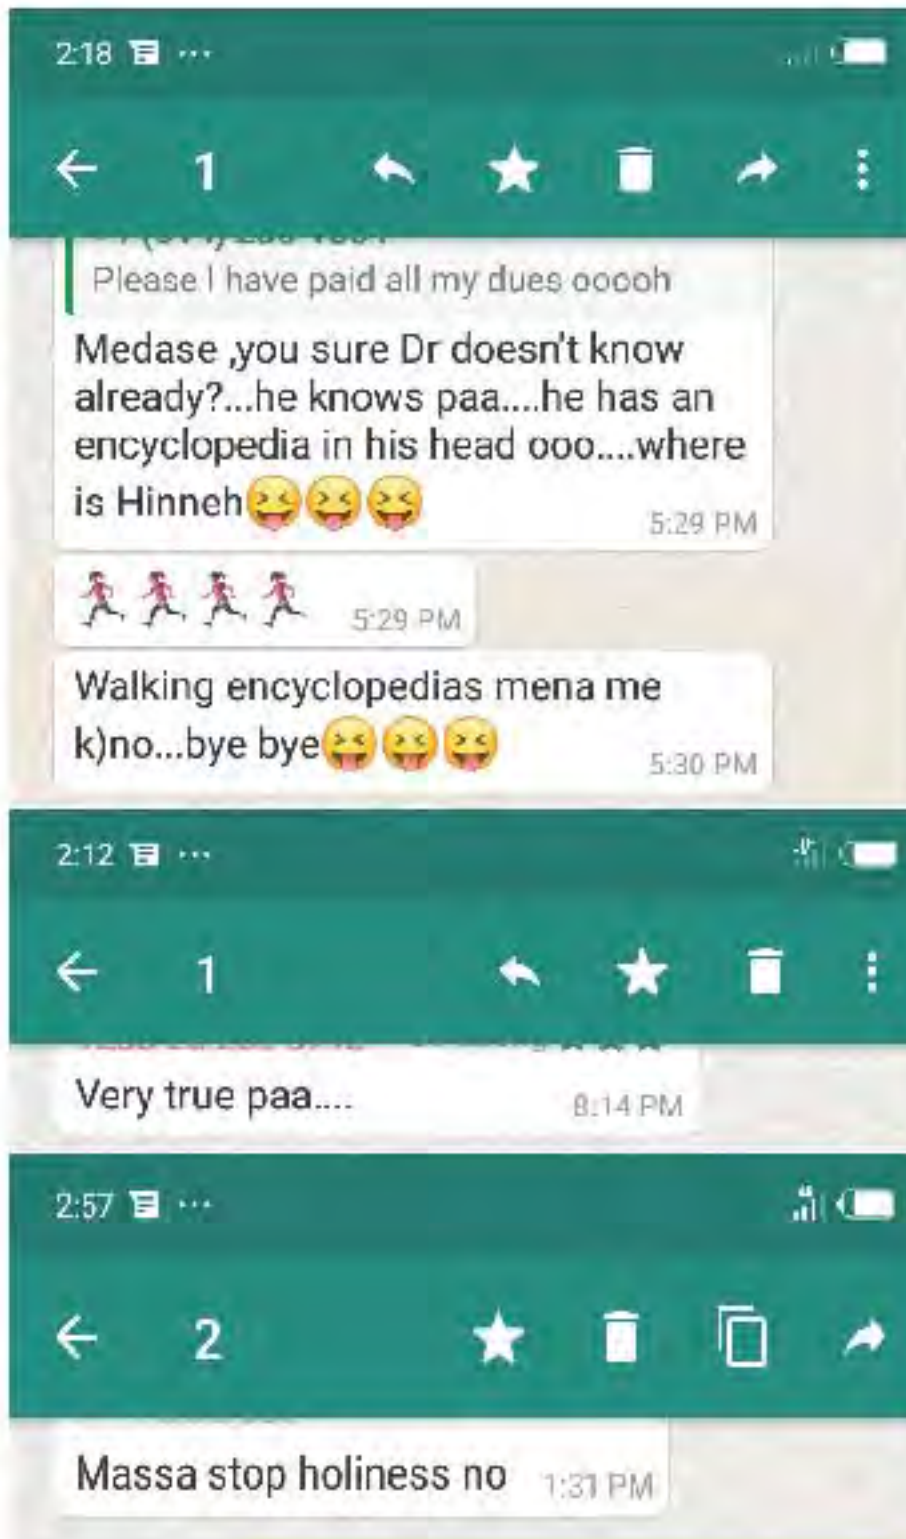 2:18
1
Please I have paid all my dues ooooh
Medase ,you sure Dr doesn't know
already?...he knows paa....he has an
encyclopedia in his head ooo....where
is Hinneh😝😝😝
5:29 PM
🏃‍♀️🏃‍♀️🏃‍♀️🏃‍♀️ 5:29 PM
Walking encyclopedias mena me
k)no...bye bye😝😝😝
5:30 PM
2:12
1
Very true paa.... 8:14 PM
2:57
2
Massa stop holiness no 1:31 PM